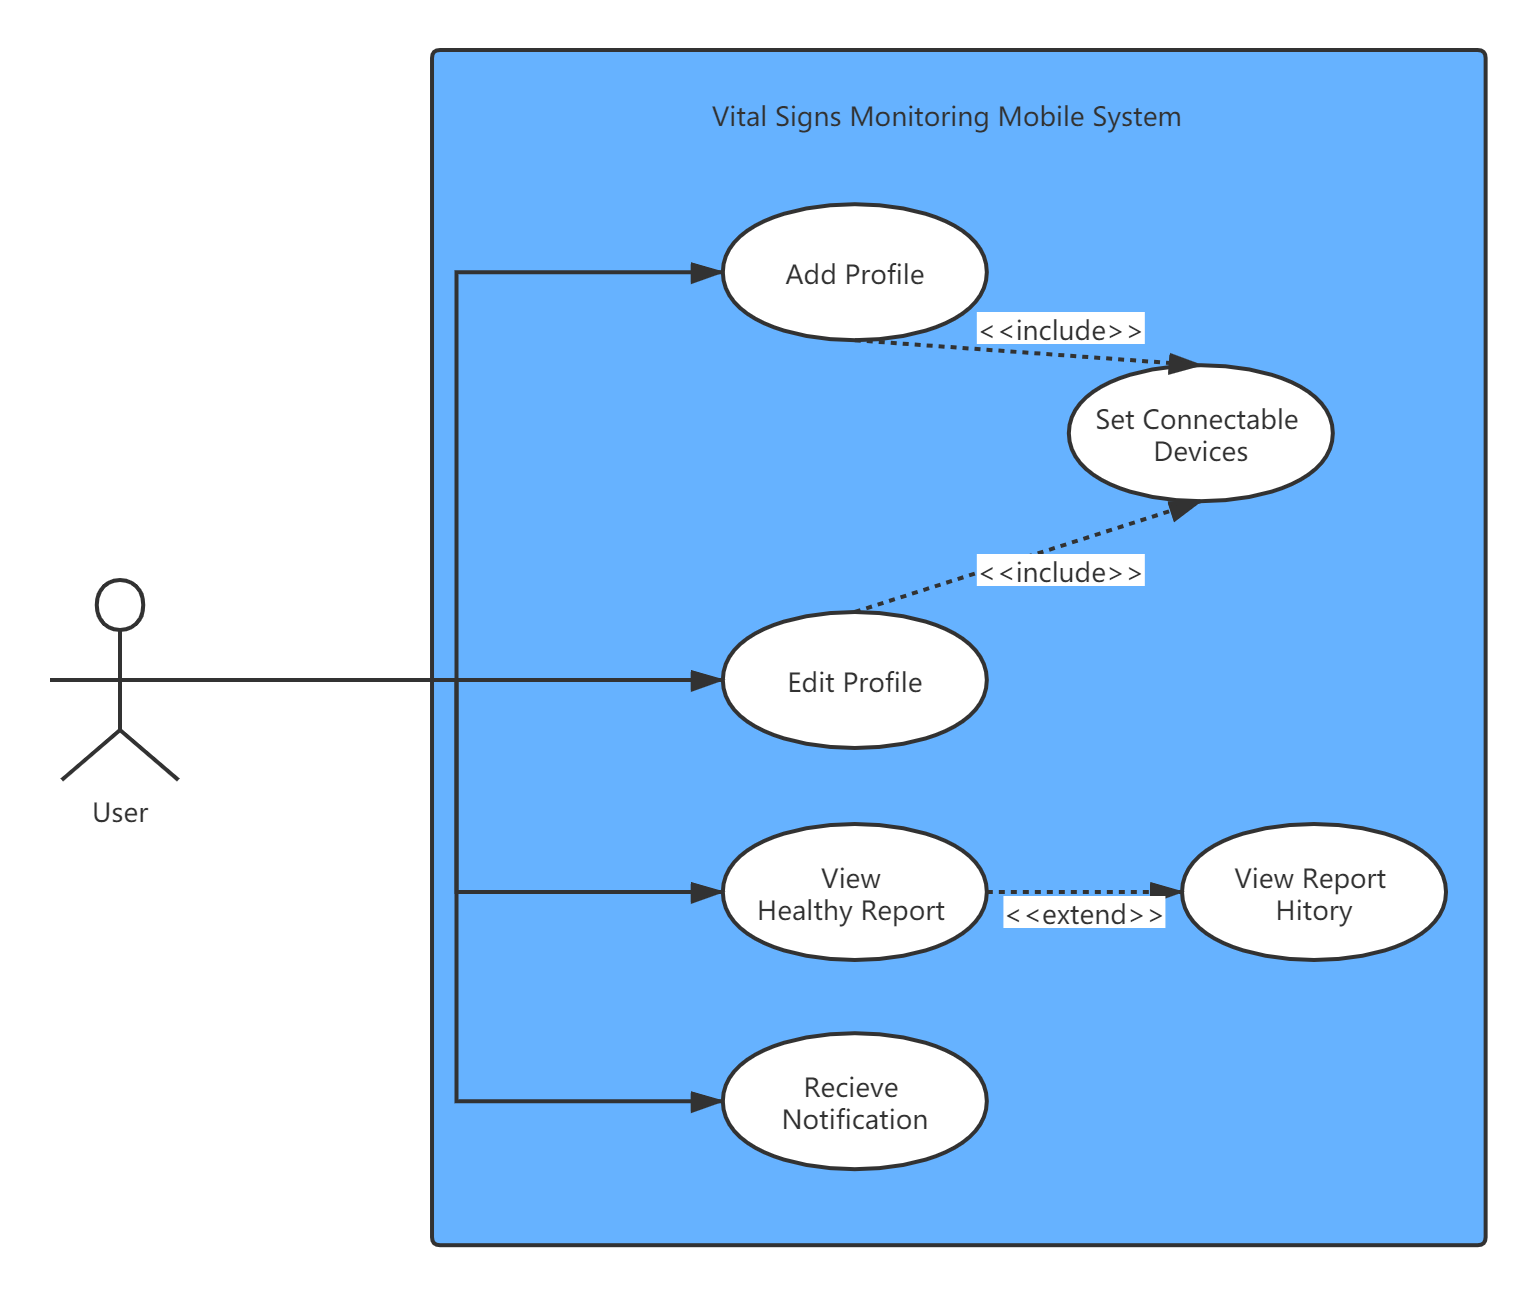 Vital Signs Monitoring Mobile System
Add Profile
<<include>>
Set Connectable
Devices
<<include>>
Edit Profile
User
View
Healthy Report
<<extend>>
View Report
Hitory
Recieve
Notification